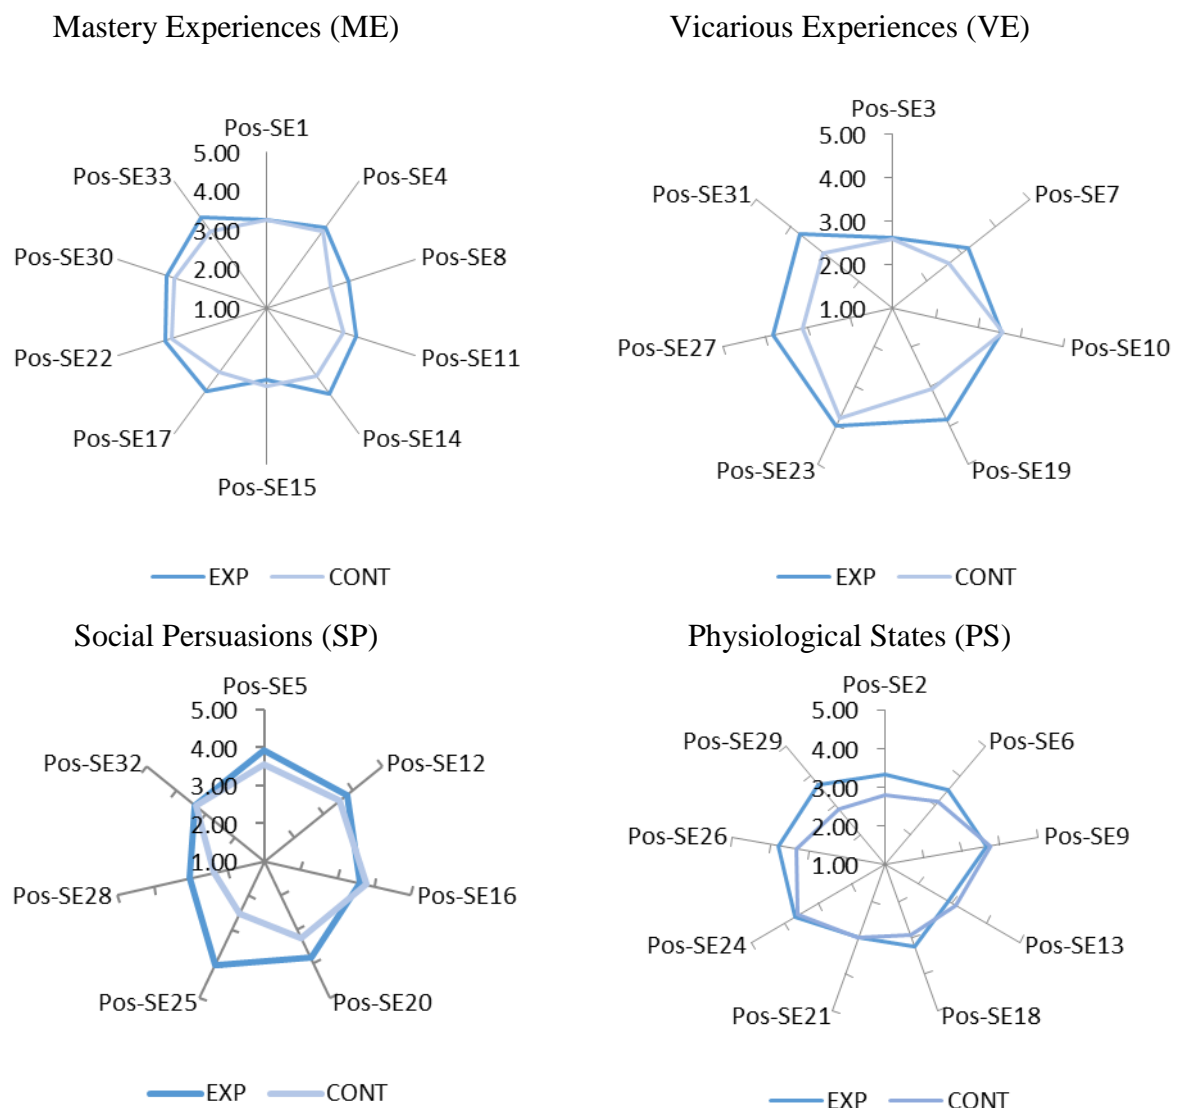 Mastery Experiences (ME)
Pos-SE1
5.00
Pos-SE33
4.00
Pos-SE4
3.00
Pos-SE30
2.00
Pos-SE8
1.00
Pos-SE22
Pos-SE11
Pos-SE17
Pos-SE14
Pos-SE15
EXP CONT
Vicarious Experiences (VE)
Pos-SE3
5.00
Pos-SE31
4.00
Pos-SE7
3.00
2.00
1.00
Pos-SE27
Pos-SE10
Pos-SE23
Pos-SE19
EXP CONT
Social Persuasions (SP)
Pos-SE5
5.00
Pos-SE32
4.00
Pos-SE12
3.00
2.00
1.00
Pos-SE28
Pos-SE16
Pos-SE25
Pos-SE20
EXP CONT
Physiological States (PS)
Pos-SE2
5.00
Pos-SE29
4.00
Pos-SE6
3.00
Pos-SE26
2.00
Pos-SE9
1.00
Pos-SE24
Pos-SE13
Pos-SE21
Pos-SE18
EXP CONT